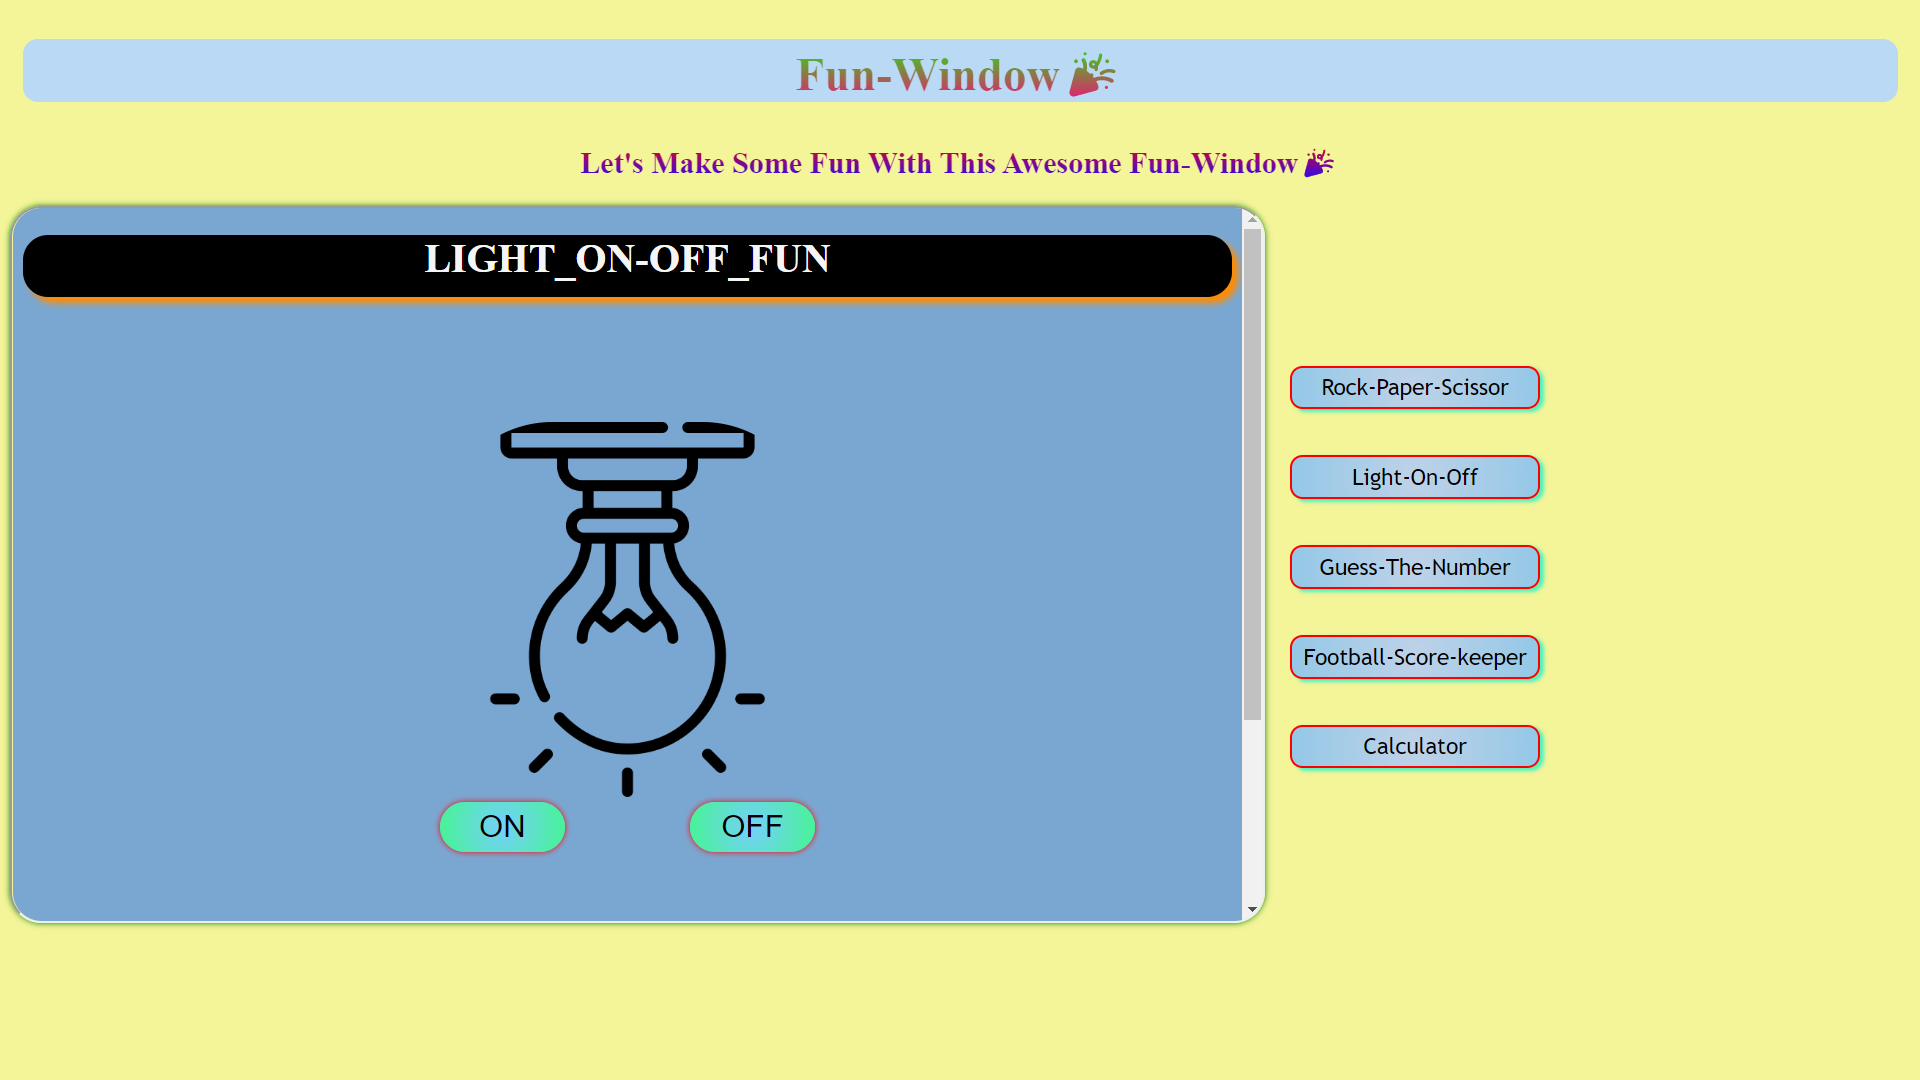 Fun-Window
Let's Make Some Fun With This Awesome Fun-Window
LIGHT_ON-OFF_FUN
ON
OFF
Rock-Paper-Scissor
Light-On-Off
Guess-The-Number
Football-Score-keeper
Calculator